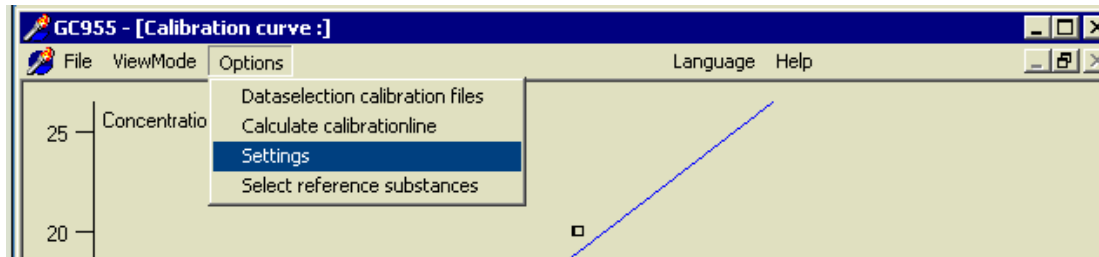 GC955 - [Calibration curve :]
File ViewMode Options Language Help
Dataselection calibration files
25 Concentratio Calculate calibrationline
Settings
Select reference substances
20